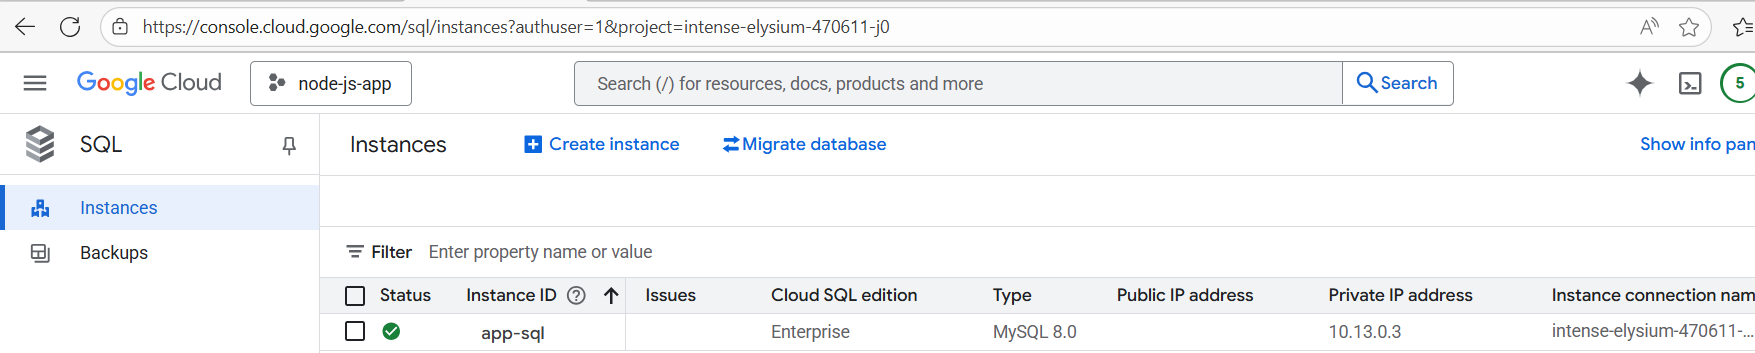 https://console.cloud.google.com/sql/instances?authuser=1&project=intense-elysium-470611-j0
Google Cloud node-js-app Search (/) for resources, docs, products and more Search 5
SQL Instances Create instance Migrate database Show info pan
Instances
Backups
Filter Enter property name or value
Status Instance ID Issues Cloud SQL edition Type Public IP address Private IP address Instance connection nam
app-sql Enterprise MySQL 8.0 10.13.0.3 intense-elysium-470611-...